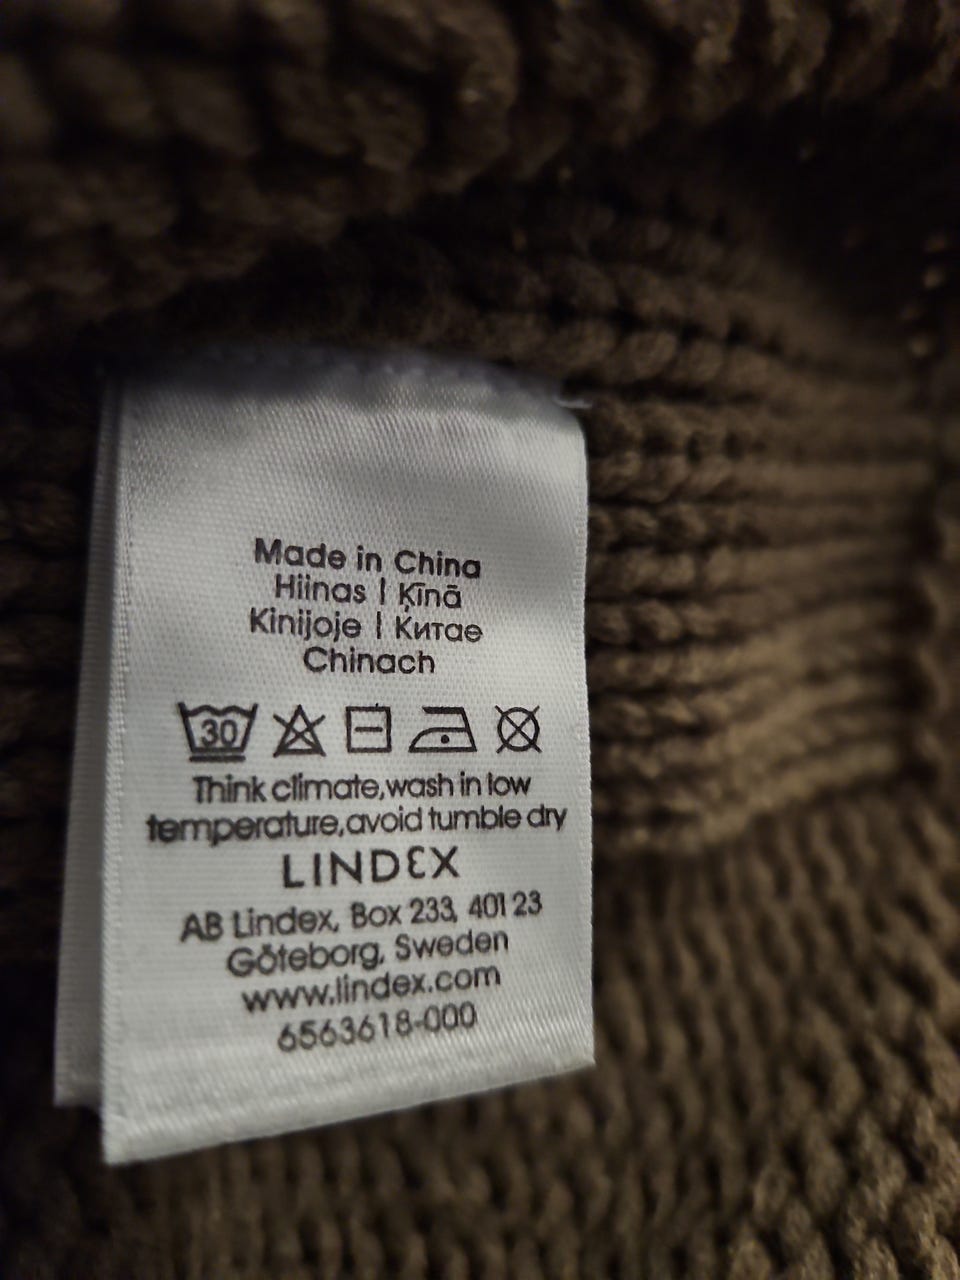 Made in China
Hiinas | Ķīnā
Kinijoje | Китае
Chinach
30
Think climate,wash in low
temperature,avoid tumble dry
LINDEX
AB Lindex, Box 233, 401 23
Göteborg, Sweden
www.lindex.com
6563618-000